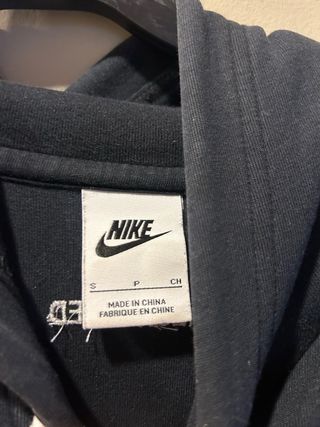 NIKE
S P CH
MADE IN CHINA
FABRIQUE EN CHINE